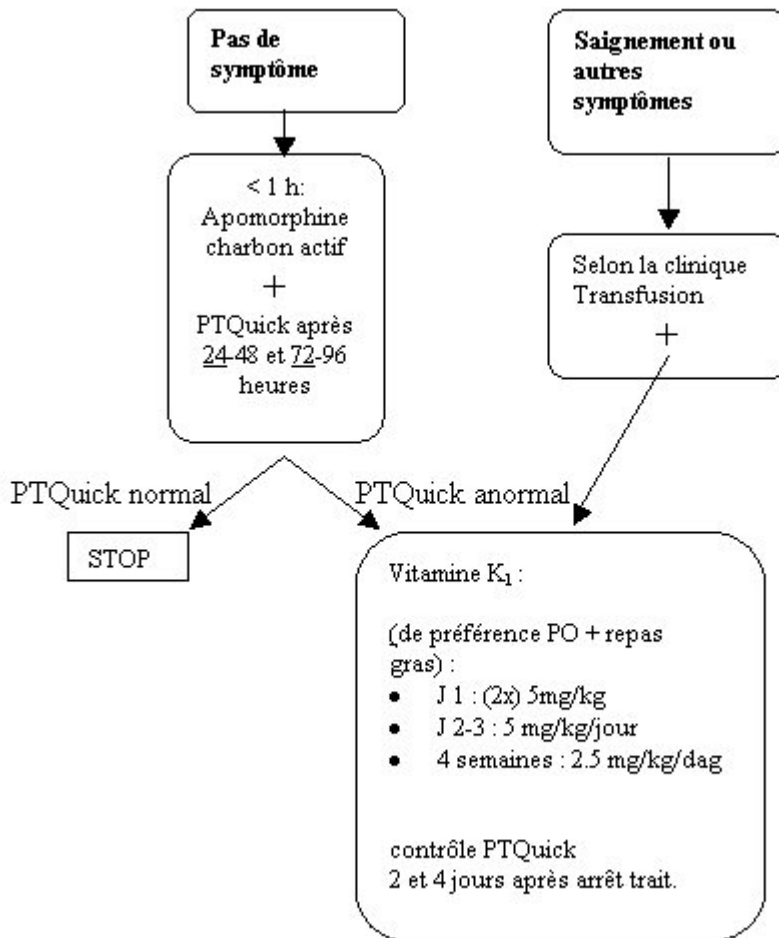 Pas de
symptôme
Saignement ou
autres
symptômes
< 1 h:
Apomorphine
charbon actif
+
PTQuick après
24-48 et 72-96
heures
Selon la clinique
Transfusion
+
PTQuick normal
PTQuick anormal
STOP
Vitamine K₁ :
(de préférence PO + repas
gras) :
● J 1 : (2x) 5mg/kg
● J 2-3 : 5 mg/kg/jour
● 4 semaines : 2.5 mg/kg/dag
contrôle PTQuick
2 et 4 jours après arrêt trait.